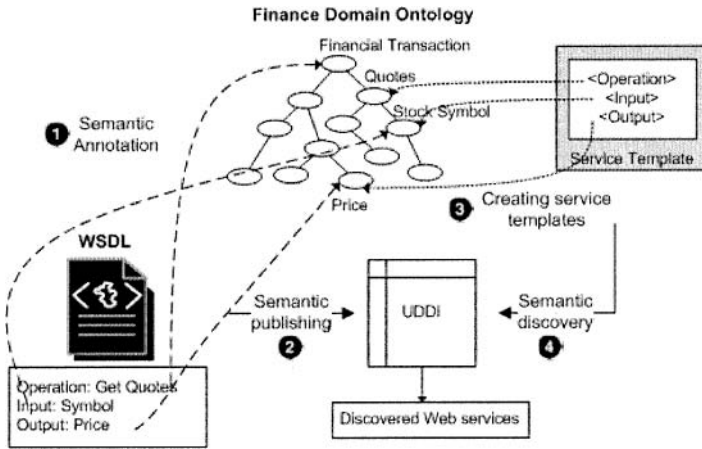 Finance Domain Ontology
Financial Transaction
Quotes
Stock Symbol
<Operation>
<Input>
<Output>
Service Template
1 Semantic
Annotation
Price
3 Creating service
templates
WSDL
Semantic
publishing
2
UDDI
Semantic
discovery
4
Operation: Get Quotes
Input: Symbol
Output: Price
Discovered Web services